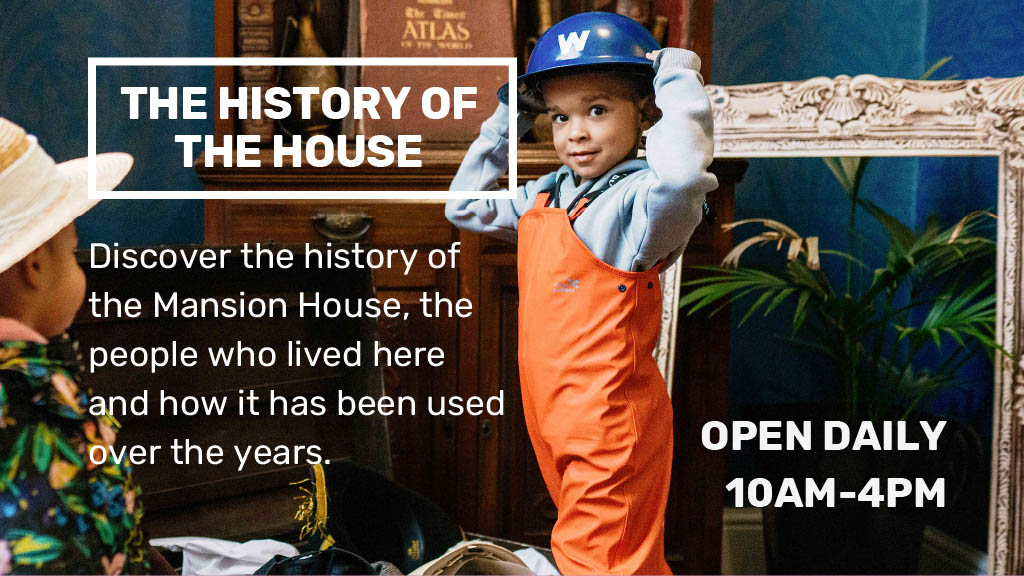 The Times
ATLAS
OF THE WORLD
W
THE HISTORY OF
THE HOUSE
Discover the history of
the Mansion House, the
people who lived here
and how it has been used
over the years.
OPEN DAILY
10AM-4PM